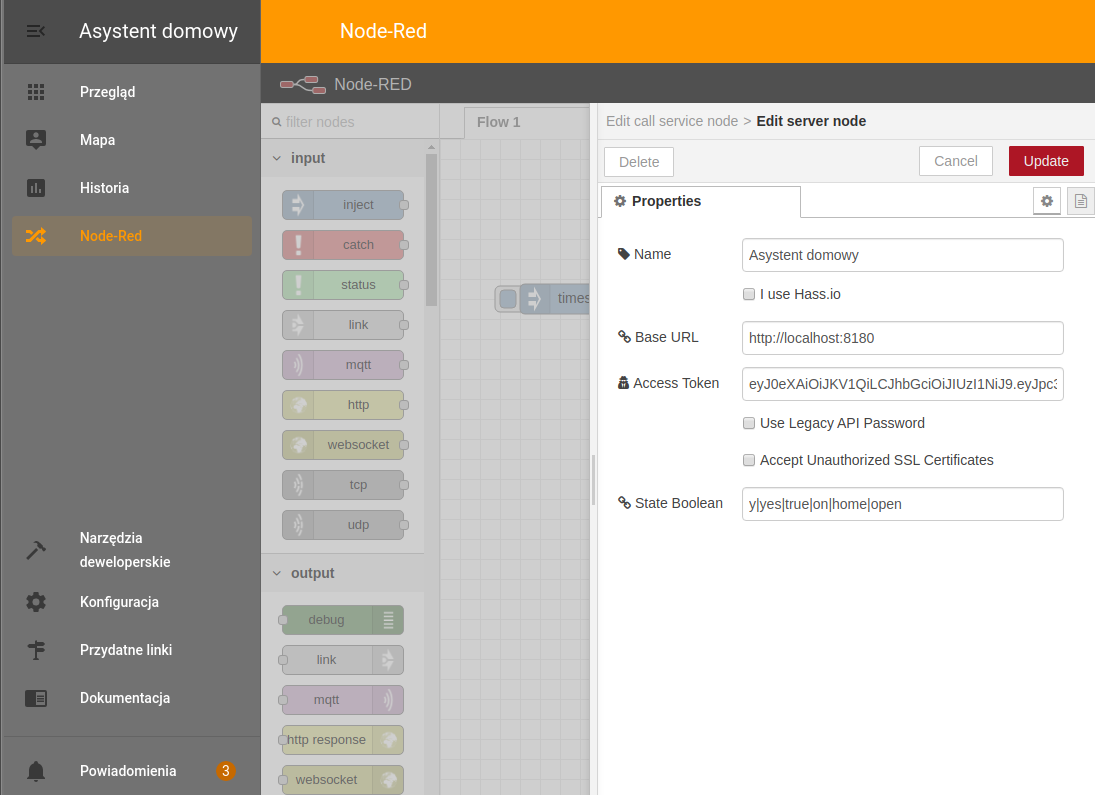 Asystent domowy
Przegląd
Mapa
Historia
Node-Red
Narzędzia
deweloperskie
Konfiguracja
Przydatne linki
Dokumentacja
Powiadomienia 3
Node-Red
Node-RED
filter nodes
input
inject
catch
status
link
mqtt
http
websocket
tcp
udp
output
debug
link
mqtt
http response
websocket
Flow 1
times
Edit call service node > Edit server node
Delete Cancel Update
Properties
Name Asystent domowy
I use Hass.io
Base URL http://localhost:8180
Access Token eyJ0eXAiOiJKV1QiLCJhbGciOiJIUzI1NiJ9.eyJpc3
Use Legacy API Password
Accept Unauthorized SSL Certificates
State Boolean y|yes|true|on|home|open